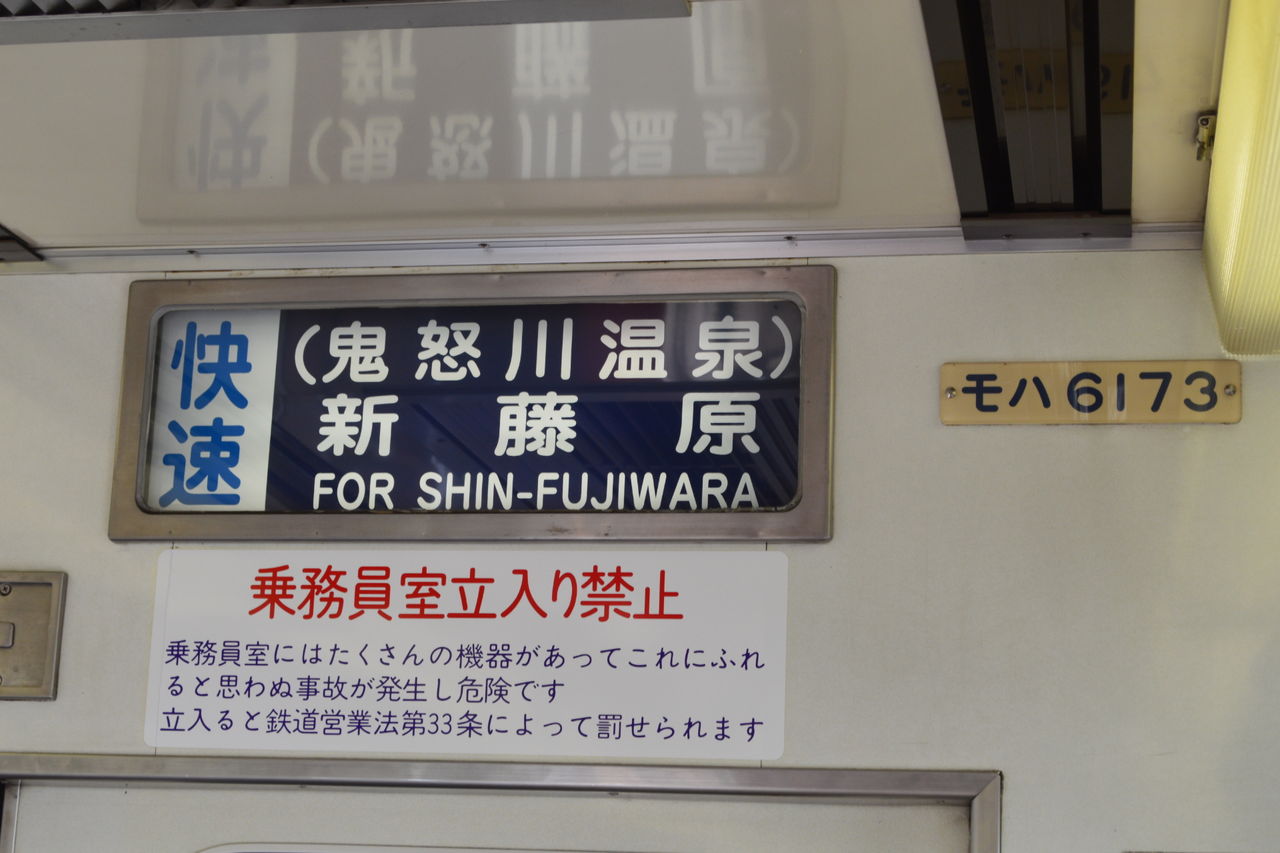 快速
(鬼怒川温泉)
新藤原
FOR SHIN-FUJIWARA
モハ6173
乗務員室立入り禁止
乗務員室にはたくさんの機器があってこれにふれ
ると思わぬ事故が発生し危険です
立入ると鉄道営業法第33条によって罰せられます